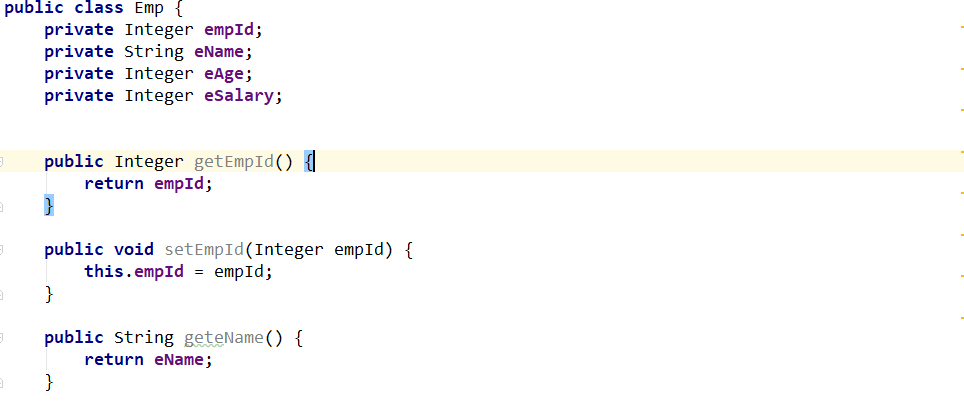 public class Emp {
    private Integer empId;
    private String eName;
    private Integer eAge;
    private Integer eSalary;
    public Integer getEmpId() {
        return empId;
    }
    public void setEmpId(Integer empId) {
        this.empId = empId;
    }
    public String geteName() {
        return eName;
    }